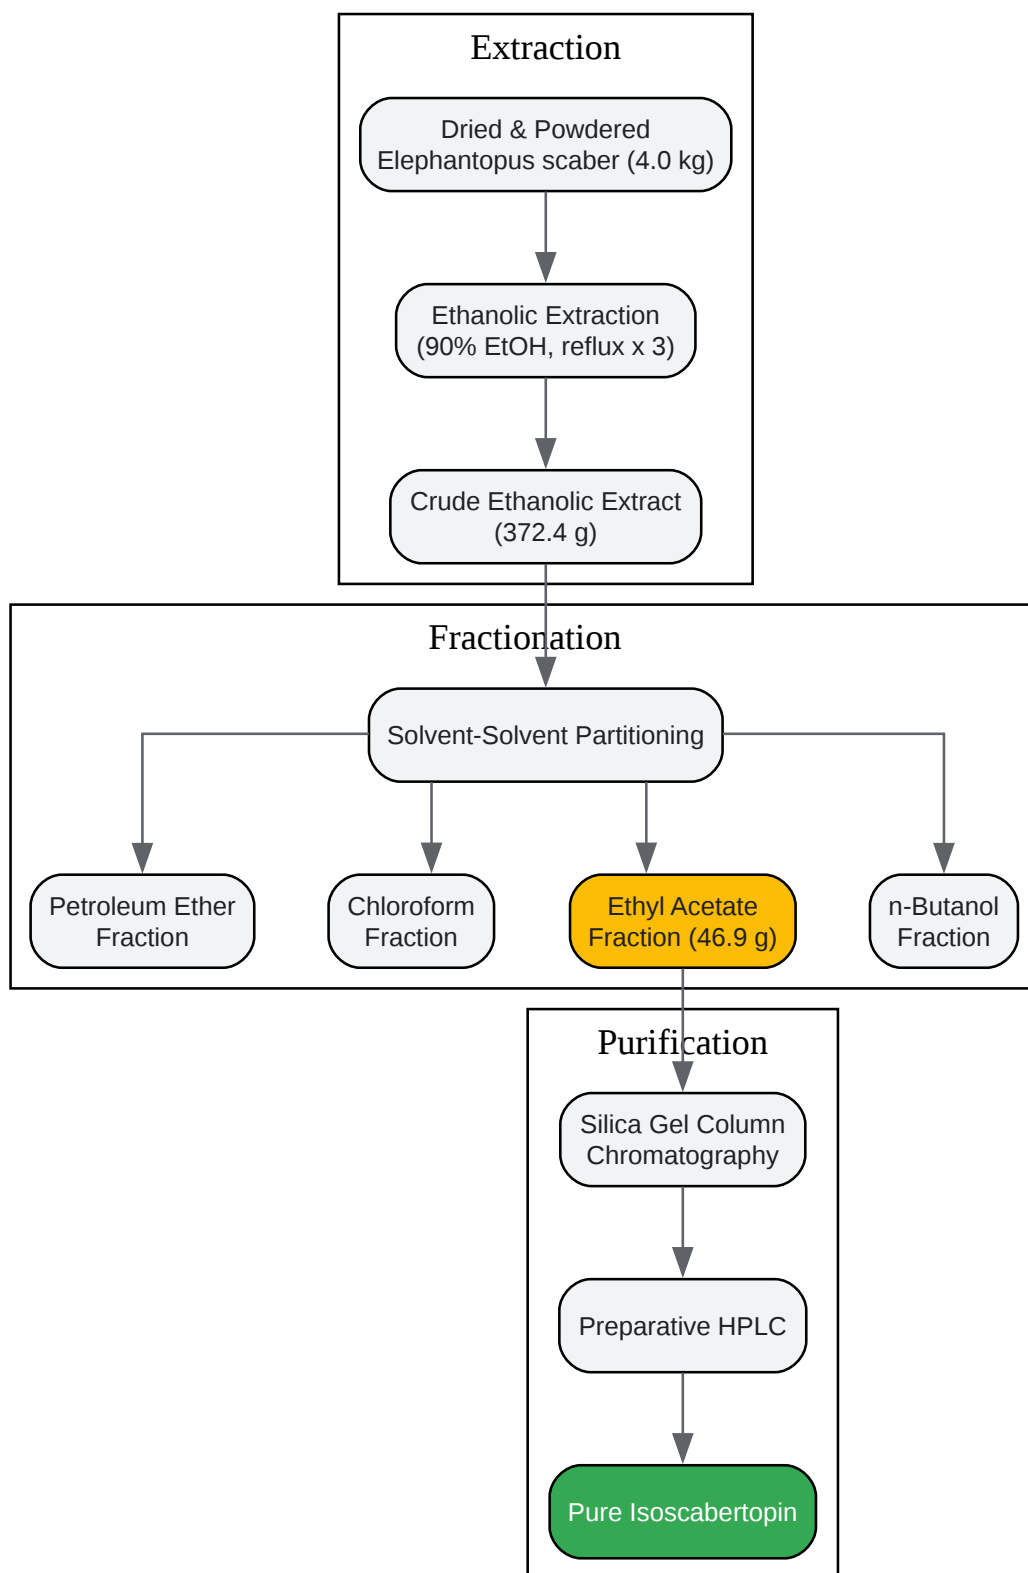 Extraction
Dried & Powdered
Elephantopus scaber (4.0 kg)
Ethanolic Extraction
(90% EtOH, reflux x 3)
Crude Ethanolic Extract
(372.4 g)
Fractionation
Solvent-Solvent Partitioning
Petroleum Ether
Fraction
Chloroform
Fraction
Ethyl Acetate
Fraction (46.9 g)
n-Butanol
Fraction
Purification
Silica Gel Column
Chromatography
Preparative HPLC
Pure Isoscabertopin